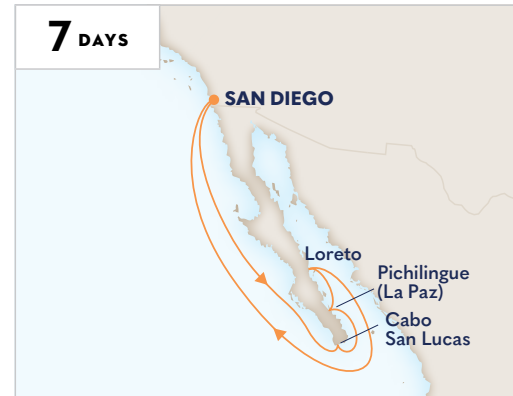 7 DAYS
SAN DIEGO
Loreto
Pichilingue
(La Paz)
Cabo
San Lucas